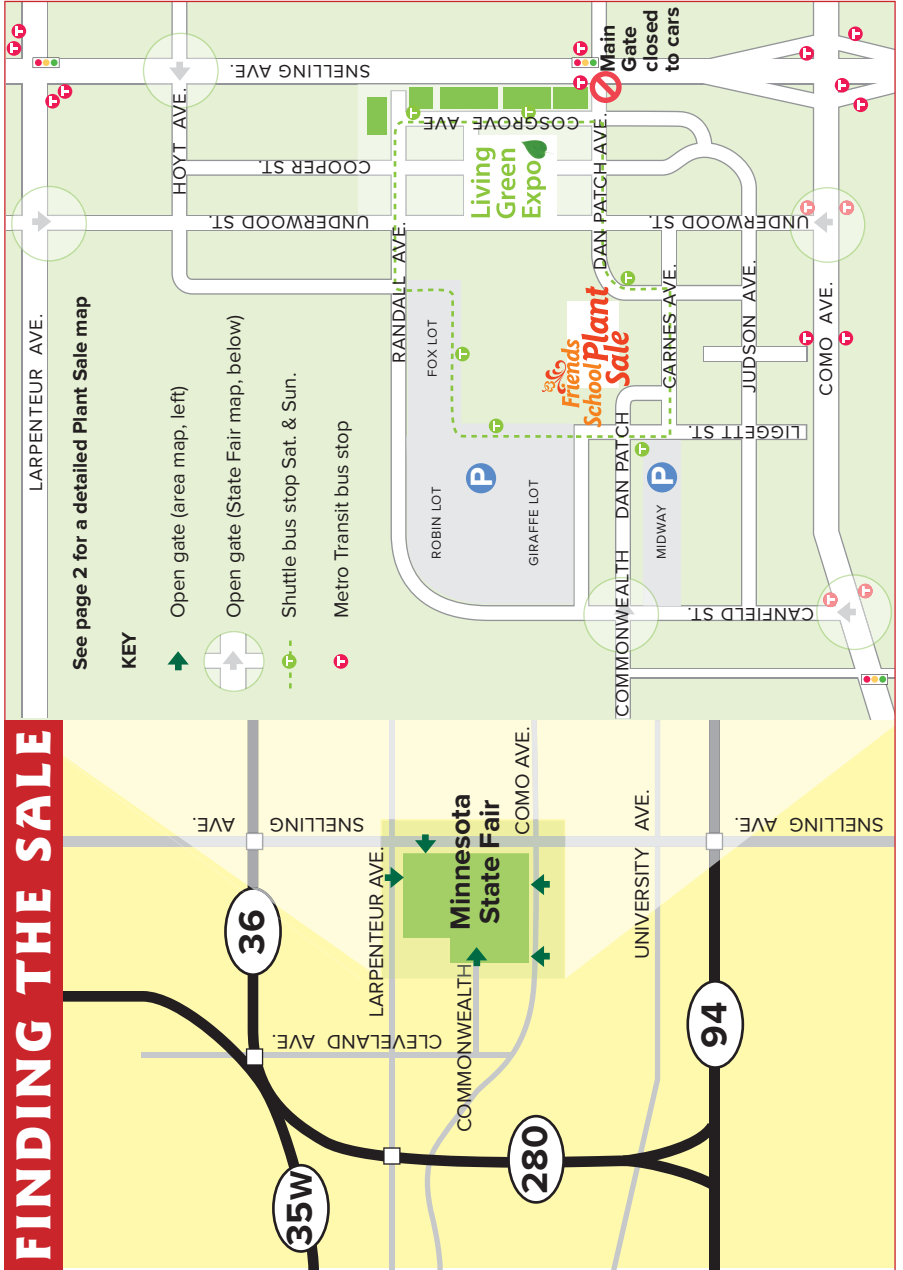 FINDING THE SALE
35W
36
280
94
SNELLING AVE.
LARPENTEUR AVE.
CLEVELAND AVE.
COMMONWEALTH
Minnesota
State Fair
COMO AVE.
UNIVERSITY AVE.
SNELLING AVE.
LARPENTEUR AVE.
See page 2 for a detailed Plant Sale map
KEY
Open gate (area map, left)
Open gate (State Fair map, below)
Shuttle bus stop Sat. & Sun.
Metro Transit bus stop
HOYT AVE.
SNELLING AVE.
COOPER ST.
UNDERWOOD ST.
RANDALL AVE.
COSGROVE AVE
Living
Green
Expo
FOX LOT
ROBIN LOT
P
GIRAFFE LOT
Friends
School Plant
Sale
DAN PATCH AVE.
Main
Gate
closed
to cars
UNDERWOOD ST.
COMMONWEALTH
DAN PATCH
MIDWAY
P
CARNES AVE.
LIGGETT ST.
CANFIELD ST.
JUDSON AVE.
COMO AVE.